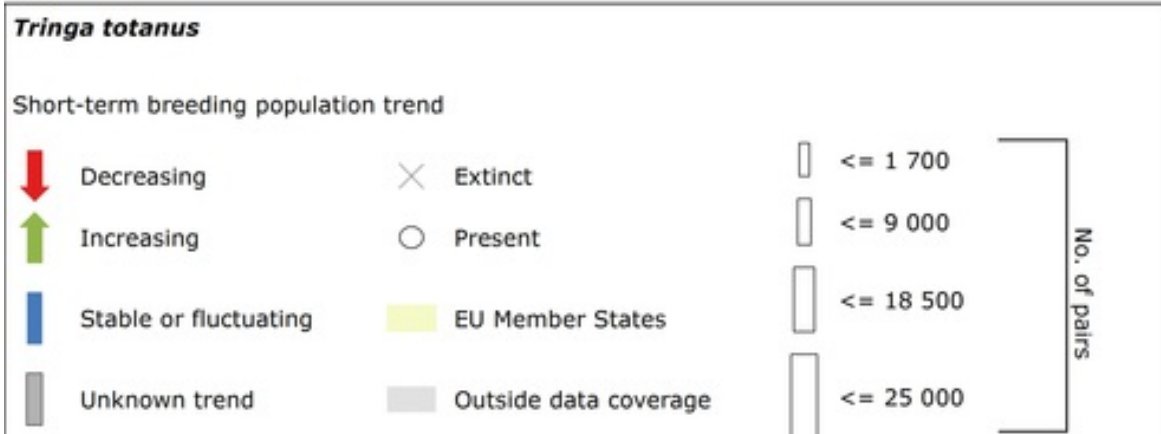 Tringa totanus
Short-term breeding population trend
Decreasing
Extinct
<= 1 700
Increasing
Present
<= 9 000
Stable or fluctuating
EU Member States
<= 18 500
Unknown trend
Outside data coverage
<= 25 000
No. of pairs